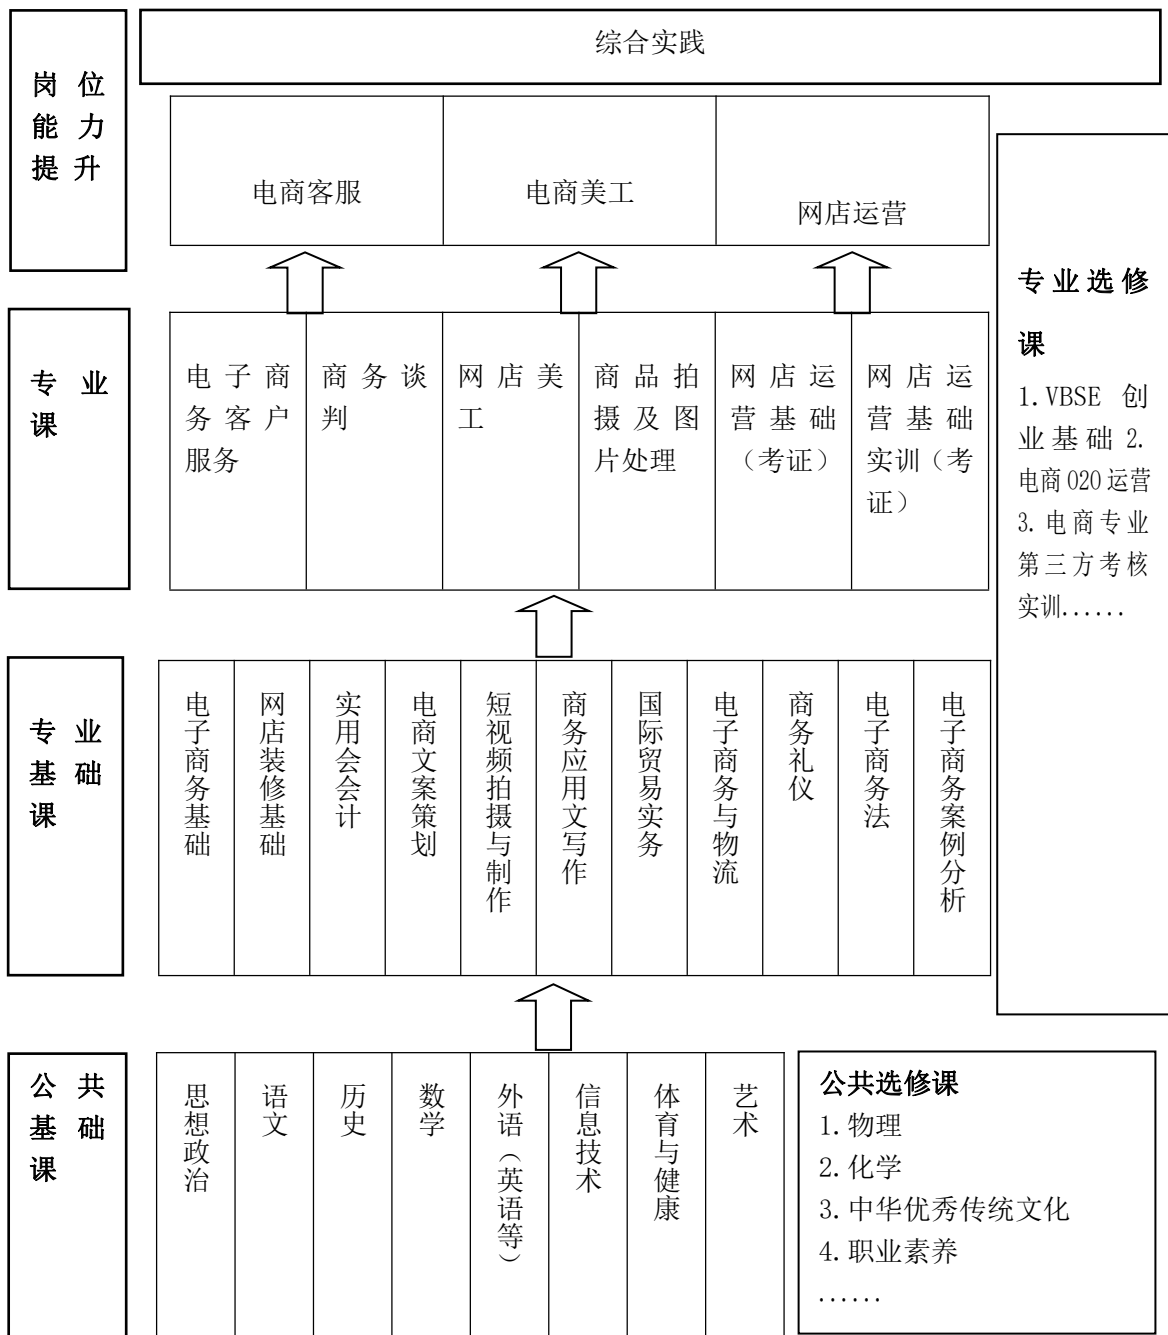 综合实践
岗位
能力
提升
电商客服
电商美工
网店运营
专业选修
课
1.VBSE 创
业基础 2.
电商 020 运营
3.电商专业
第三方考核
实训......
专业
课
电子商
务客户
服务
商务谈
判
网店美
工
商品拍
摄及图
片处理
网店运
营基础
（考证）
网店运
营基础
实训（考
证）
专业
基础
课
电子商务基础
网店装修基础
实用会会计
电商文案策划
短视频拍摄与制作
商务应用文写作
国际贸易实务
电子商务与物流
商务礼仪
电子商务法
电子商务案例分析
公共
基础
课
思想政治
语文
历史
数学
外语（英语等）
信息技术
体育与健康
艺术
公共选修课
1.物理
2.化学
3.中华优秀传统文化
4.职业素养
......